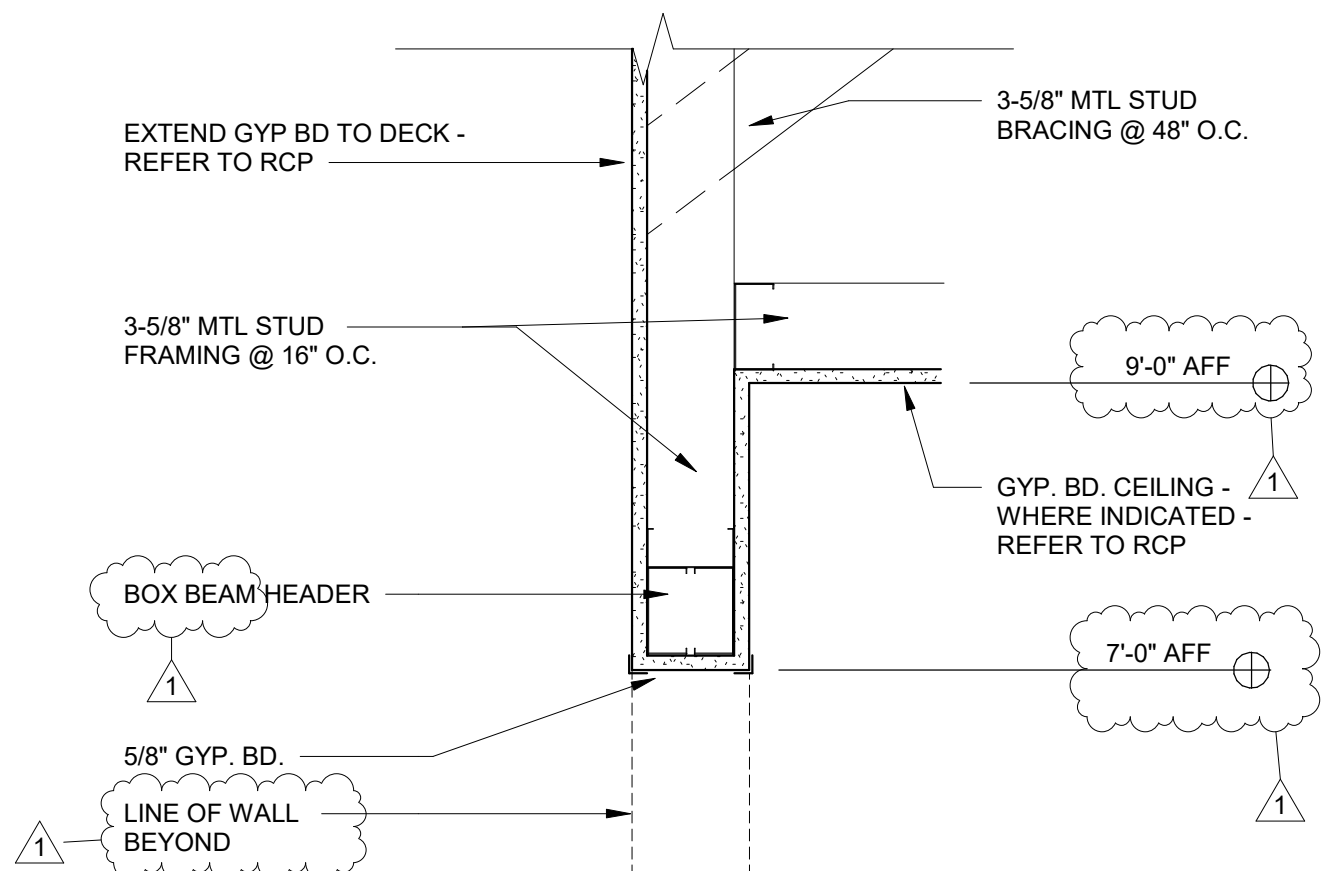 EXTEND GYP BD TO DECK -
REFER TO RCP
3-5/8" MTL STUD
BRACING @ 48" O.C.
3-5/8" MTL STUD
FRAMING @ 16" O.C.
9'-0" AFF
1
GYP. BD. CEILING -
WHERE INDICATED -
REFER TO RCP
BOX BEAM HEADER
1
7'-0" AFF
1
5/8" GYP. BD.
LINE OF WALL
BEYOND
1